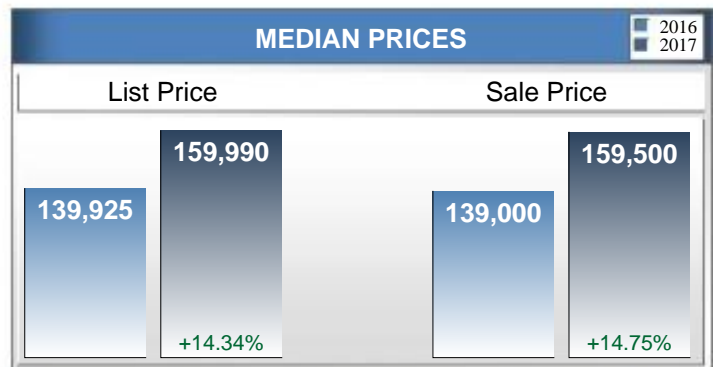 MEDIAN PRICES
2016
2017
List Price
Sale Price
139,925
159,990
+14.34%
139,000
159,500
+14.75%